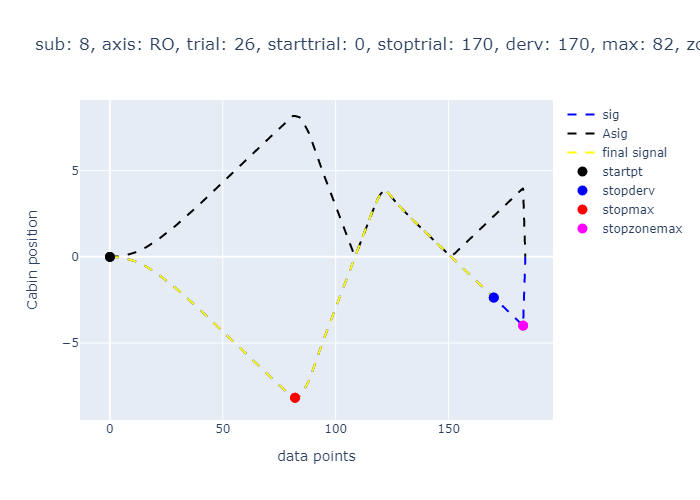 sub: 8, axis: RO, trial: 26, starttrial: 0, stoptrial: 170, derv: 170, max: 82,
sig
Asig
final signal
startpt
stopderv
stopmax
stopzonemax
Cabin position
5
0
−5
0
50
100
150
data points